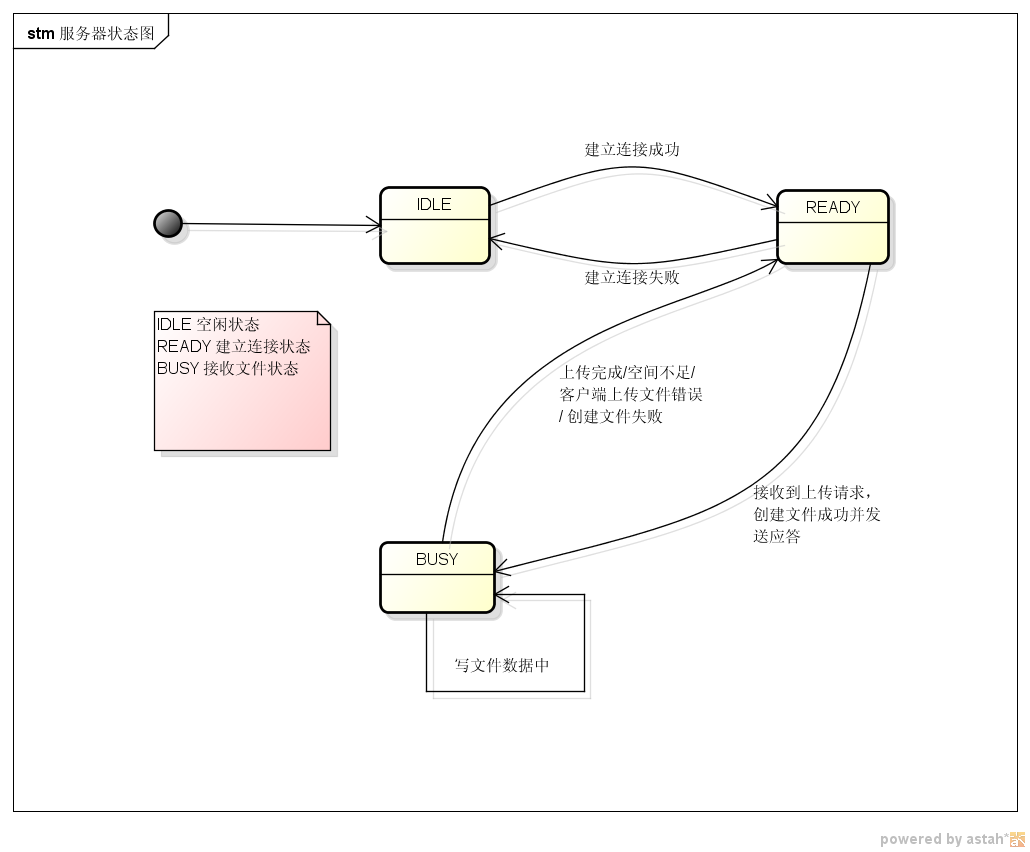 stm 服务器状态图
建立连接成功
IDLE
READY
建立连接失败
IDLE 空闲状态
READY 建立连接状态
BUSY 接收文件状态
上传完成/空间不足/
客户端上传文件错误
/ 创建文件失败
接收到上传请求，
创建文件成功并发
送应答
BUSY
写文件数据中
powered by astah*